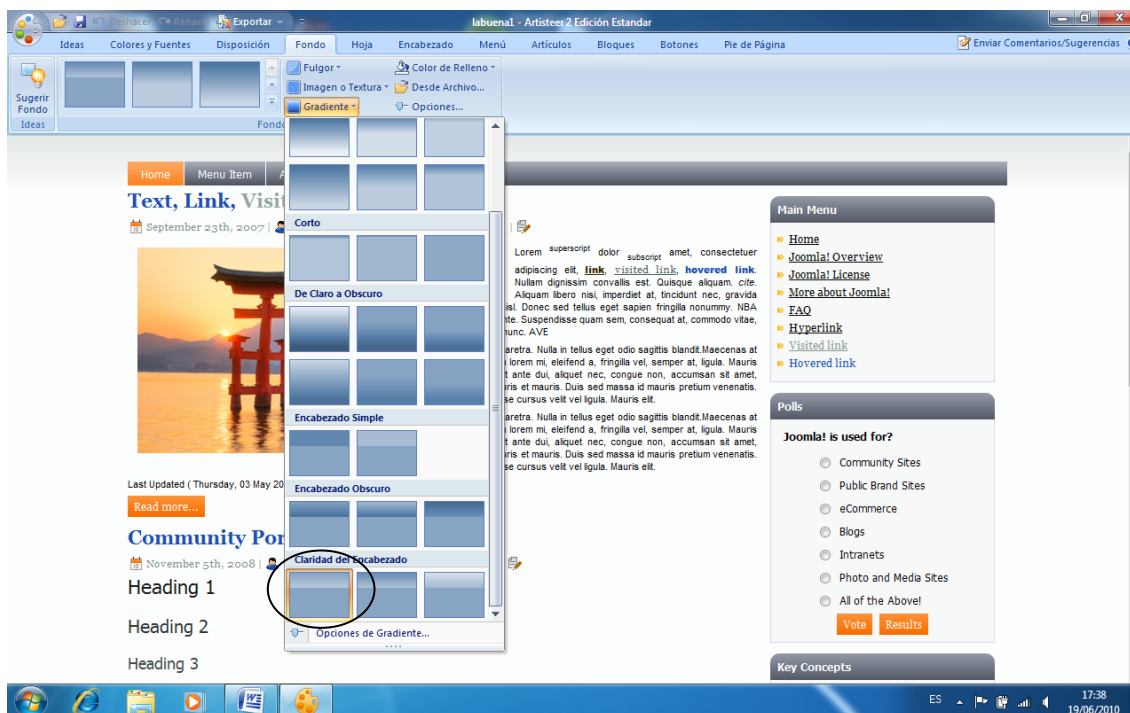 Deshacer Rehacer Exportar labuena1 - Artisteer 2 Edición Estandar
Ideas Colores y Fuentes Disposición Fondo Hoja Encabezado Menú Artículos Bloques Botones Pie de Página Enviar Comentarios/Sugerencias
Sugerir Fondo
Ideas
Fulgor
Color de Relleno
Imagen o Textura
Desde Archivo...
Gradiente
Opciones...
Corto
De Claro a Obscuro
Encabezado Simple
Encabezado Obscuro
Claridad del Encabezado
Opciones de Gradiente...
Home Menu Item
Text, Link,
September 23th, 2007 |
Lorem superscript dolor subscript amet, consectetuer
adipiscing elit, link, visited link, hovered link.
Nullam dignissim convallis est. Quisque aliquam. cite.
Aliquam libero nisi, imperdiet at, tincidunt nec, gravida
Donec sed tellus eget sapien fringilla nonummy. NBA
Suspendisse quam sem, consequat at, commodo vitae,
nunc. AVE
Nulla in tellus eget odio sagittis blandit.Maecenas at
lorem mi, eleifend a, fringilla vel, semper at, ligula. Mauris
ante dui, aliquet nec, congue non, accumsan sit amet,
et mauris. Duis sed massa id mauris pretium venenatis.
cursus velit vel ligula. Mauris elit.
Nulla in tellus eget odio sagittis blandit.Maecenas at
lorem mi, eleifend a, fringilla vel, semper at, ligula. Mauris
ante dui, aliquet nec, congue non, accumsan sit amet,
et mauris. Duis sed massa id mauris pretium venenatis.
cursus velit vel ligula. Mauris elit.
Last Updated ( Thursday, 03 May 20
Read more...
Community
November 5th, 2008 |
Heading 1
Heading 2
Heading 3
Main Menu
Home
Joomla! Overview
Joomla! License
More about Joomla!
FAQ
Hyperlink
Visited link
Hovered link
Polls
Joomla! is used for?
Community Sites
Public Brand Sites
eCommerce
Blogs
Intranets
Photo and Media Sites
All of the Above!
Vote Results
Key Concepts
ES 17:38
19/06/2010